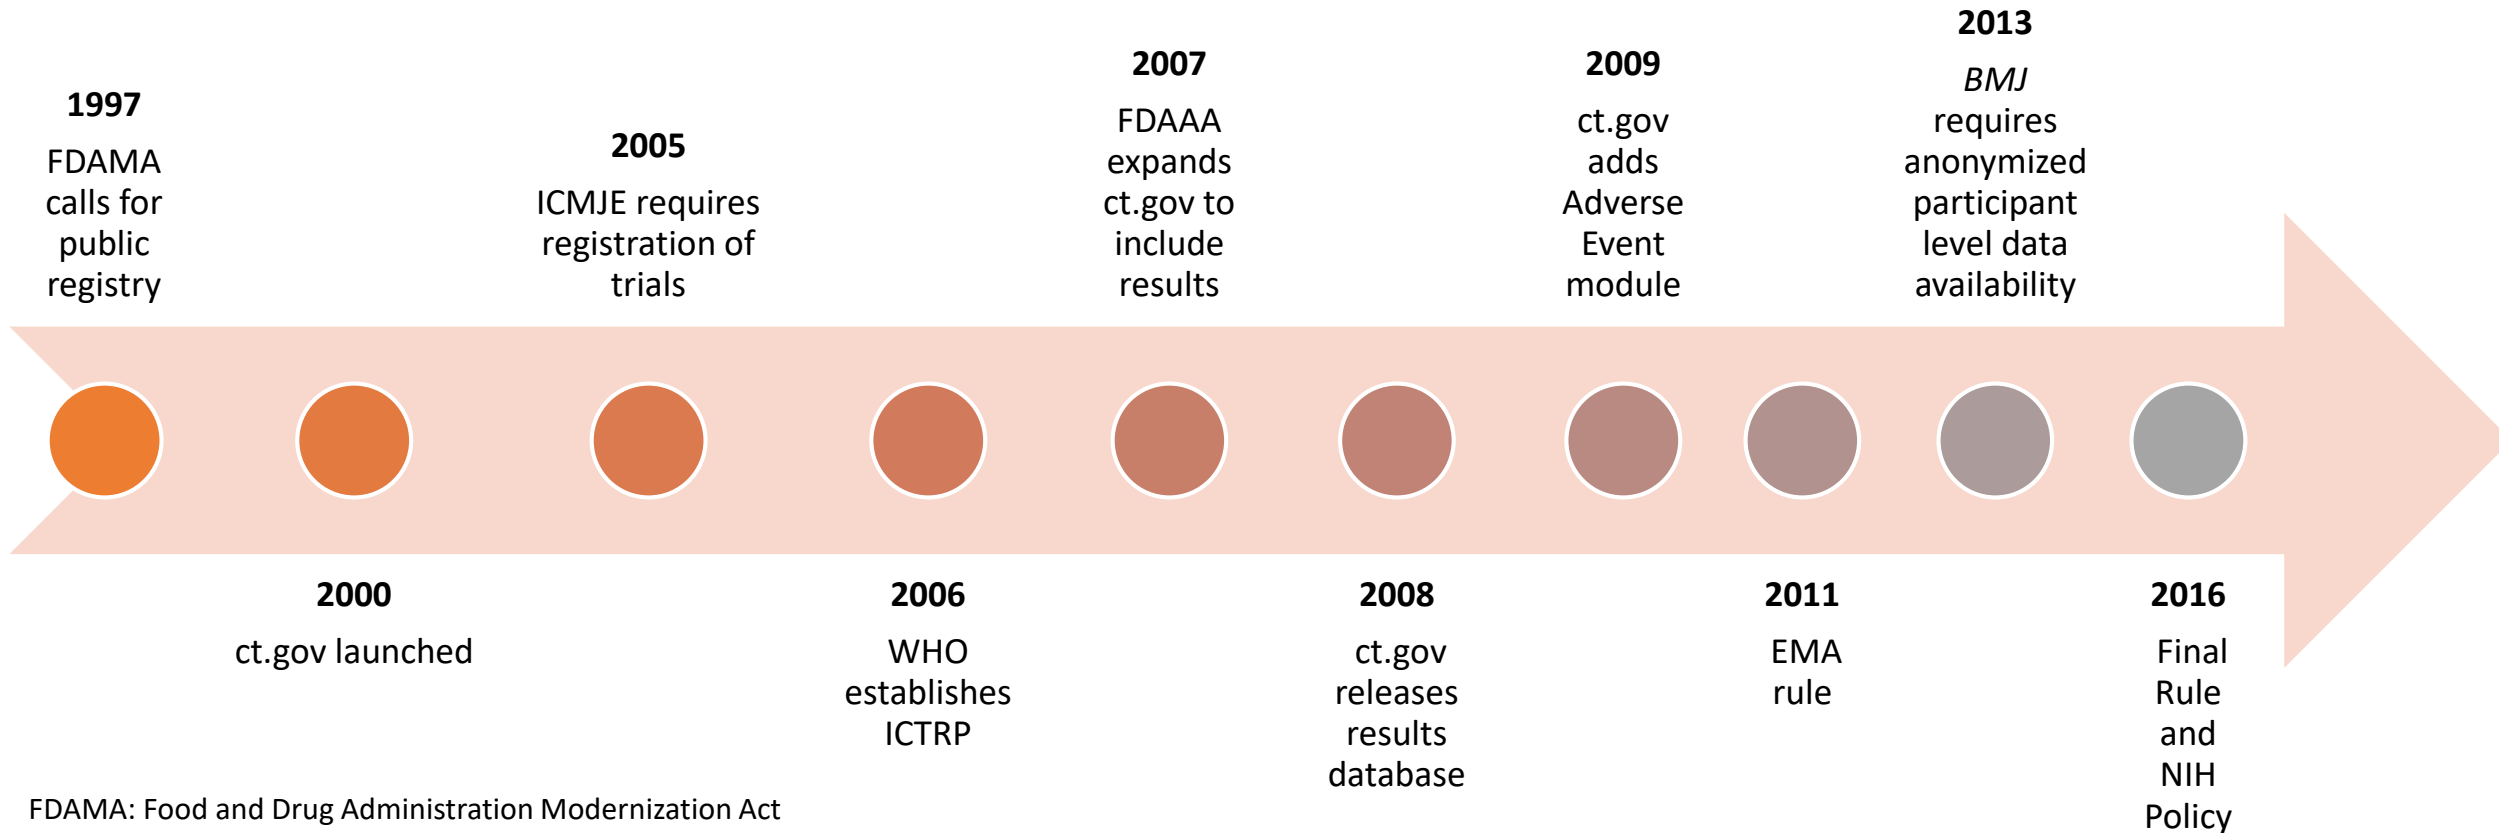 1997
FDAMA
calls for
public
registry
2000
ct.gov launched
2005
ICMJE requires
registration of
trials
2006
WHO
establishes
ICTRP
2007
FDAAA
expands
ct.gov to
include
results
2008
ct.gov
releases
results
database
2009
ct.gov
adds
Adverse
Event
module
2011
EMA
rule
2013
BMJ
requires
anonymized
participant
level data
availability
2016
Final
Rule
and
NIH
Policy
FDAMA: Food and Drug Administration Modernization Act